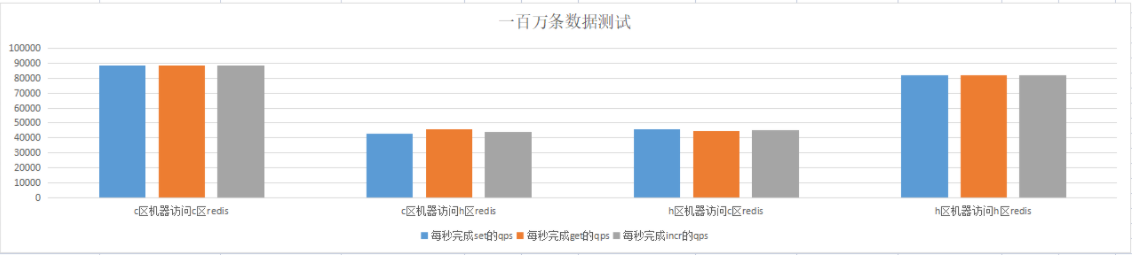 一百万条数据测试
100000
90000
80000
70000
60000
50000
40000
30000
20000
10000
0
c区机器访问c区redis
c区机器访问h区redis
h区机器访问c区redis
h区机器访问h区redis
每秒完成set的qps 每秒完成get的qps 每秒完成incr的qps